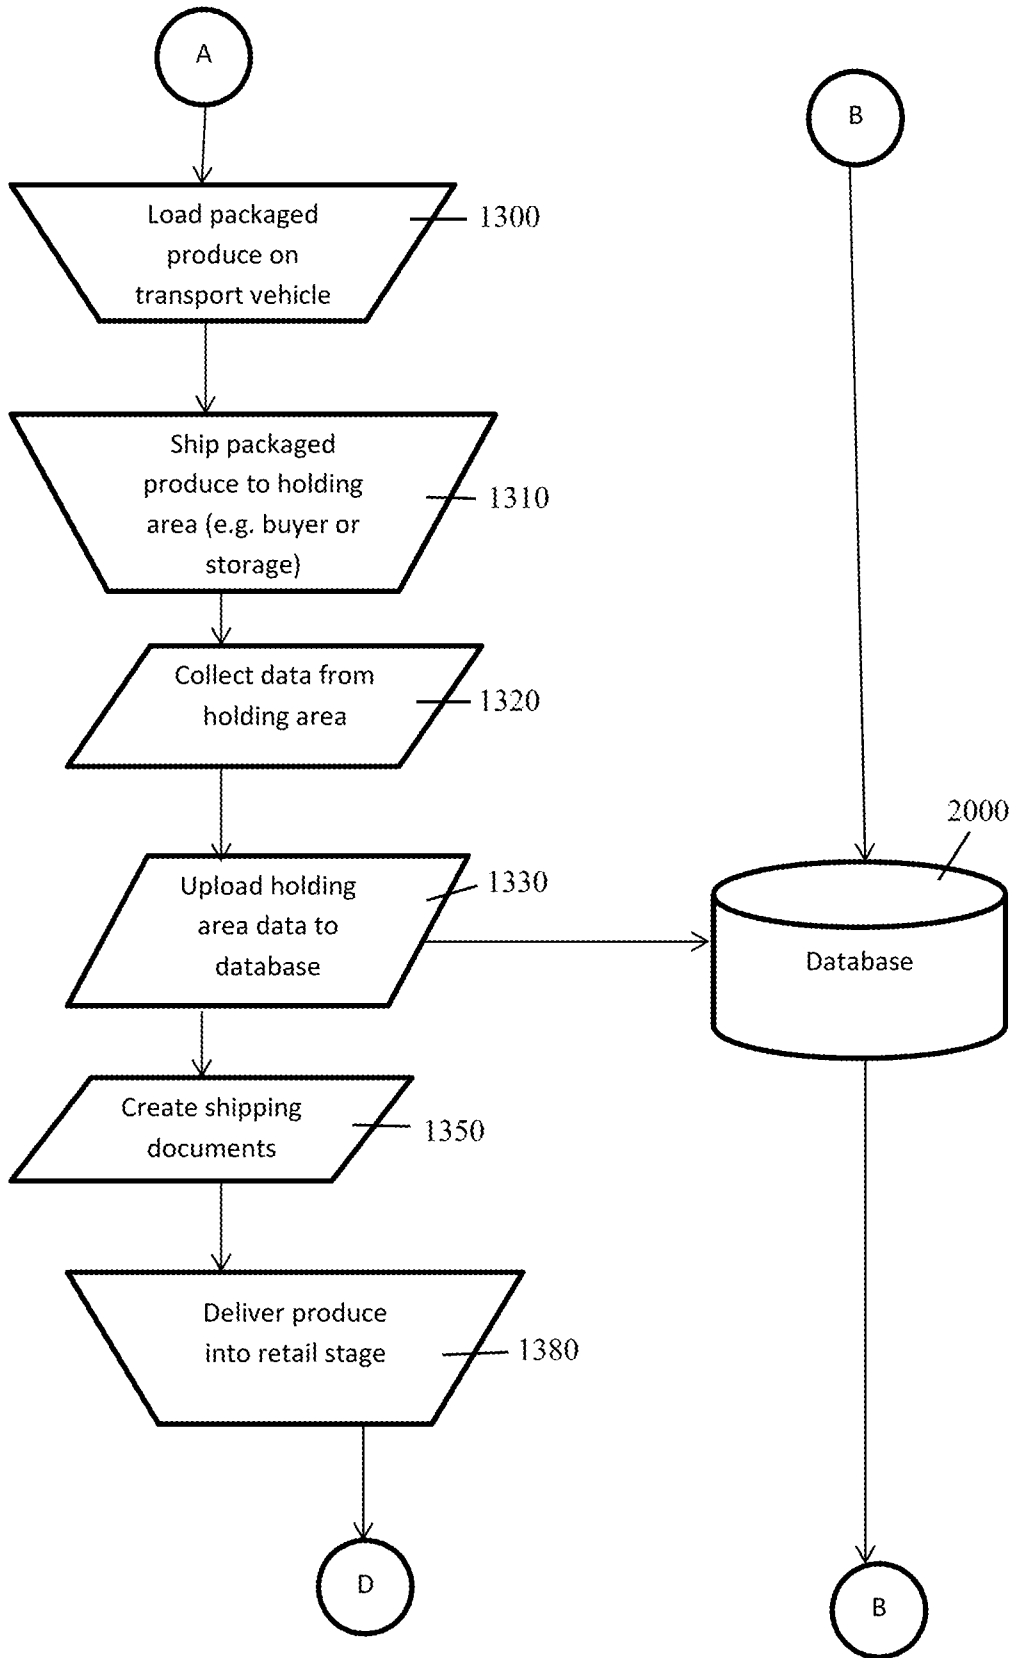 A
B
Load packaged
produce on
transport vehicle
1300
Ship packaged
produce to holding
area (e.g. buyer or
storage)
1310
Collect data from
holding area
1320
Upload holding
area data to
database
1330
2000
Database
Create shipping
documents
1350
Deliver produce
into retail stage
1380
D
B